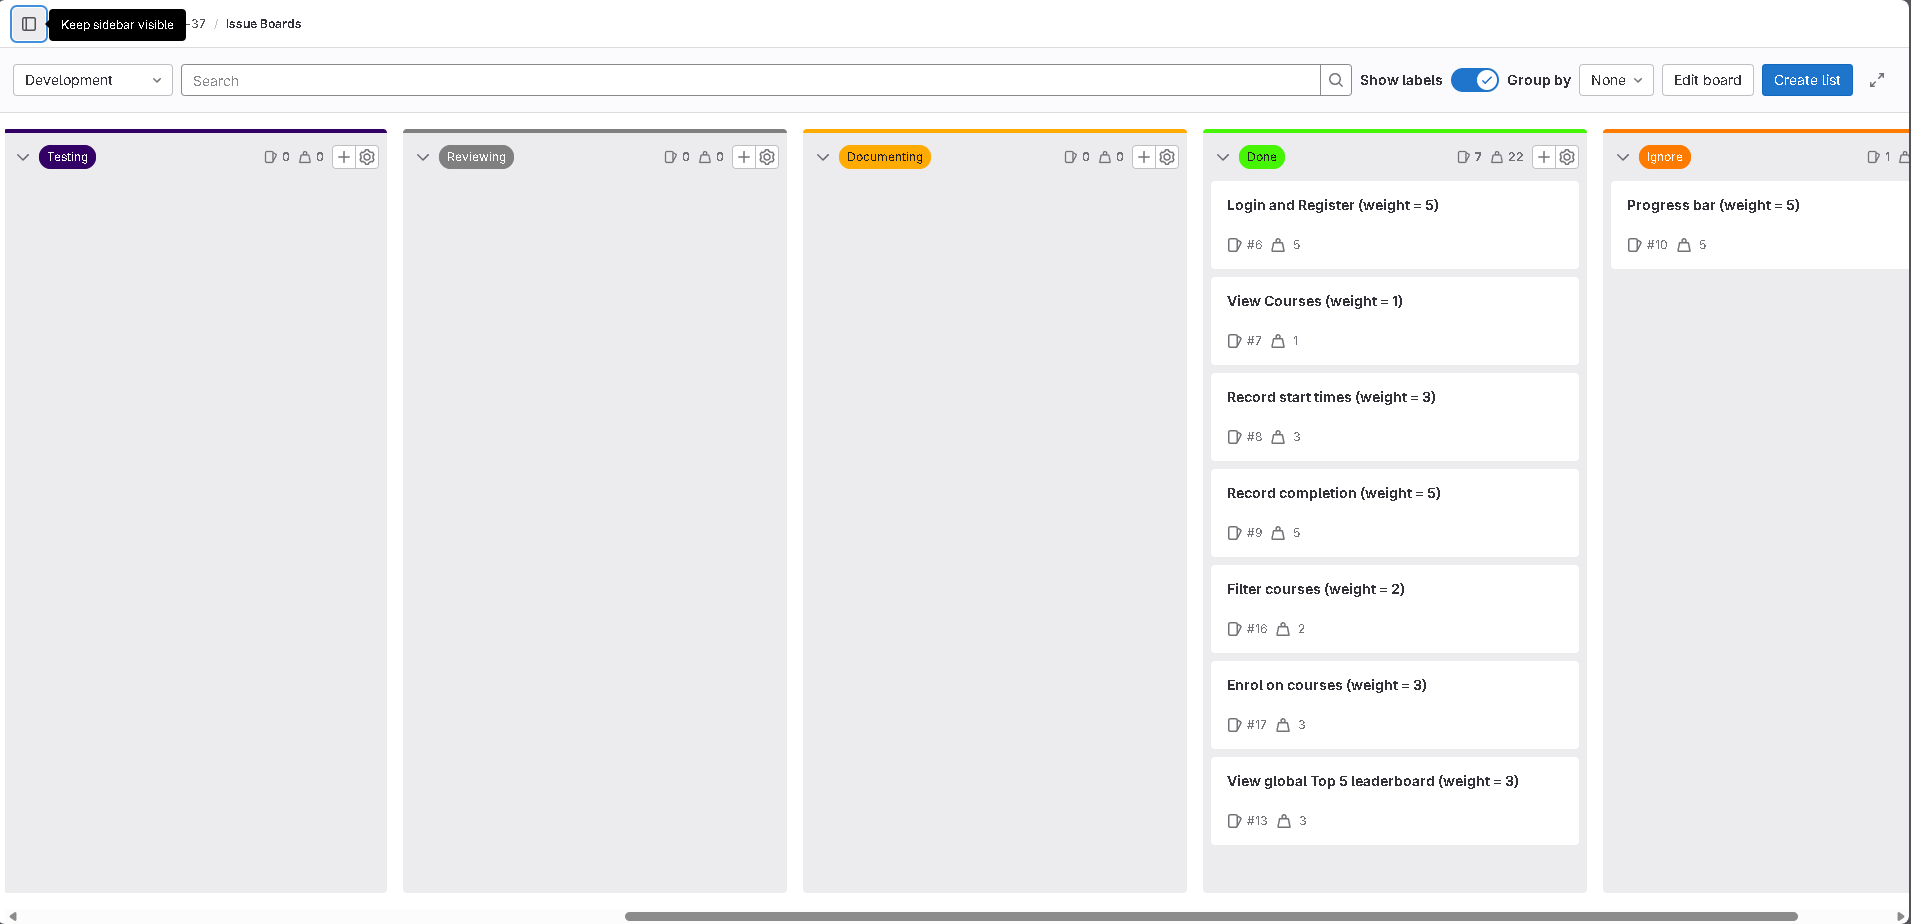 Keep sidebar visible
-37 / Issue Boards
Development
Search
Show labels
Group by
None
Edit board
Create list
Testing
0
0
Reviewing
0
0
Documenting
0
0
Done
7
22
Login and Register (weight = 5)
#6
5
View Courses (weight = 1)
#7
1
Record start times (weight = 3)
#8
3
Record completion (weight = 5)
#9
5
Filter courses (weight = 2)
#16
2
Enrol on courses (weight = 3)
#17
3
View global Top 5 leaderboard (weight = 3)
#13
3
Ignore
1
Progress bar (weight = 5)
#10
5